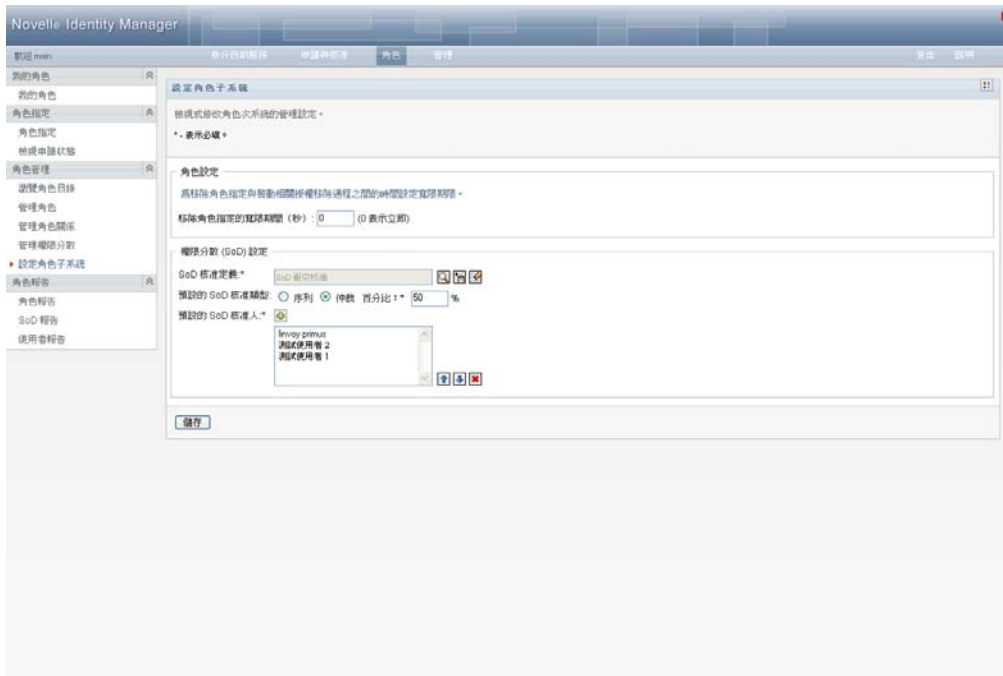 Novell® Identity Manager
歡迎 main
身分自助服務 申請與核准 角色 管理 登出 說明
我的角色
我的角色
角色指定
角色指定
檢視申請狀態
角色管理
瀏覽角色目錄
管理角色
管理角色關係
管理權限分散
設定角色子系統
角色報告
角色報告
SoD 報告
使用者報告
設定角色子系統
檢視或修改角色次系統的管理設定。
* - 表示必填。
角色設定
為移除角色指定與啟動相關授權移除過程之間的時間設定寬限期限。
移除角色指定的寬限期間 (秒) : 0 (0 表示立即)
權限分散 (SoD) 設定
SoD 核准定義:*
預設的 SoD 核准類型: 序列 仲裁 百分比:* 50 %
預設的 SoD 核准人:*
linvoy primus
測試使用者 2
測試使用者 1
儲存